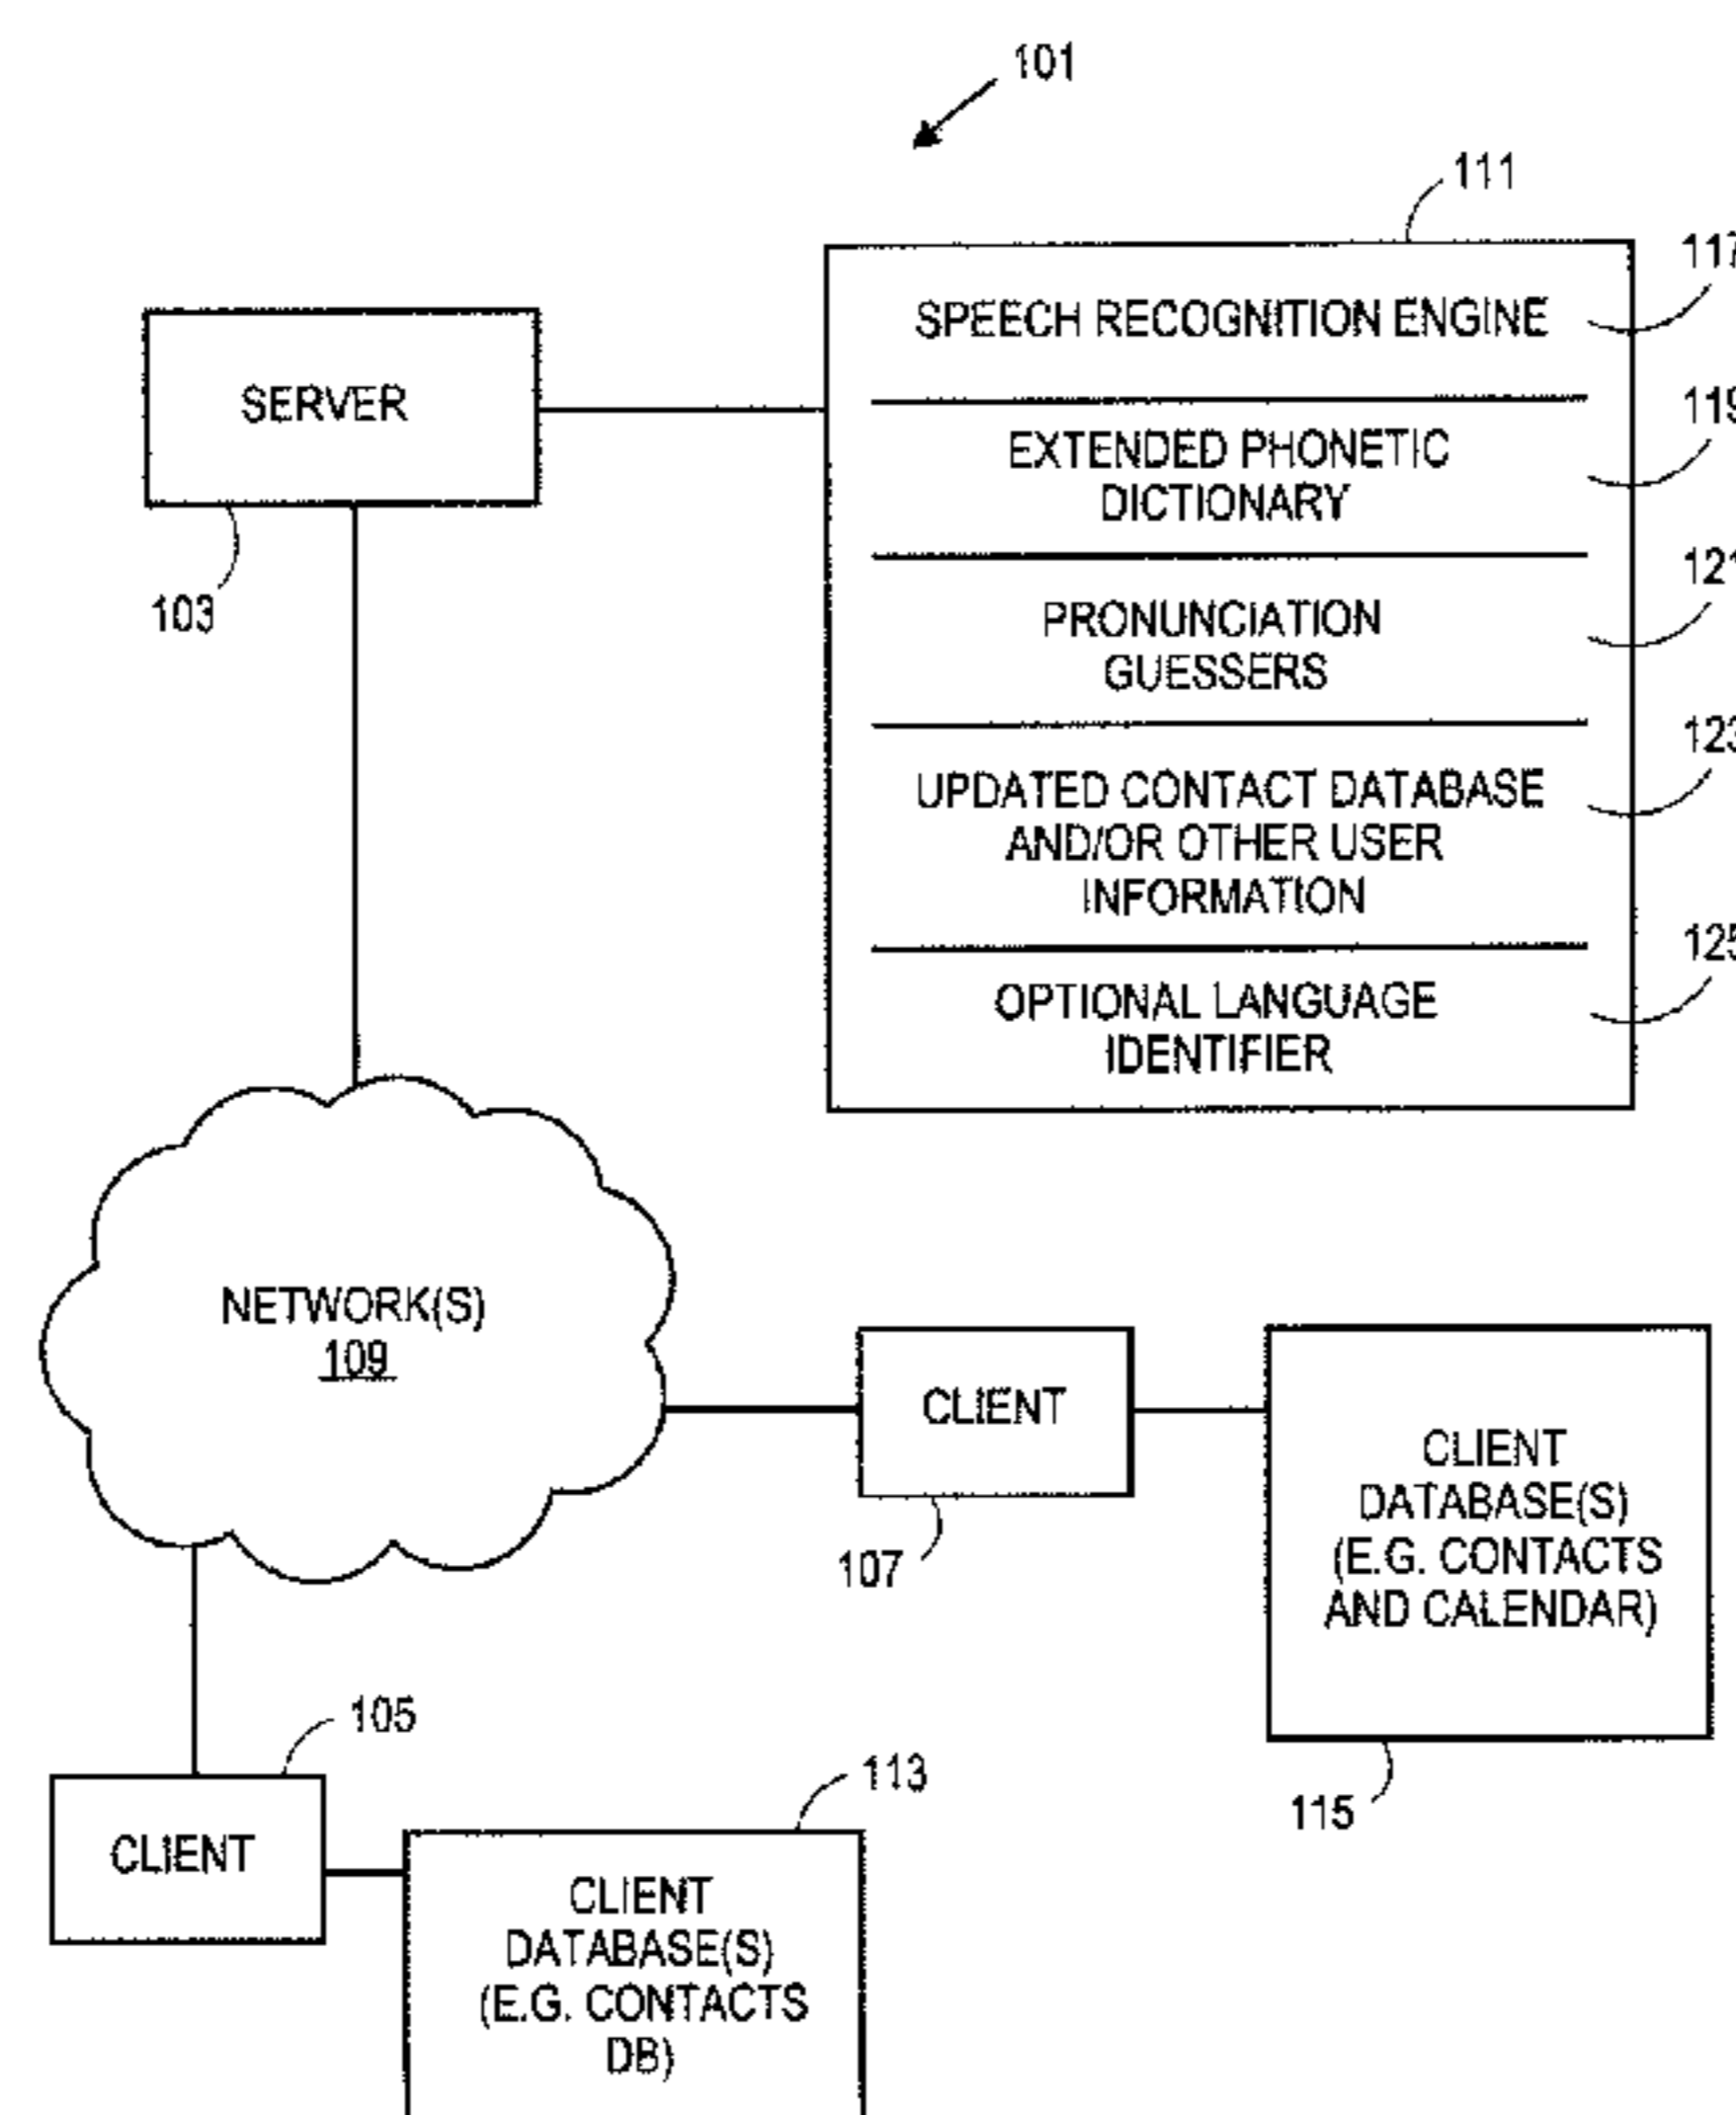 101
111
117
SPEECH RECOGNITION ENGINE
SERVER
119
EXTENDED PHONETIC
DICTIONARY
121
103
PRONUNCIATION
GUESSERS
123
UPDATED CONTACT DATABASE
AND/OR OTHER USER
INFORMATION
125
OPTIONAL LANGUAGE
IDENTIFIER
NETWORK(S)
109
CLIENT
107
CLIENT
DATABASE(S)
(E.G. CONTACTS
AND CALENDAR)
115
105
CLIENT
113
CLIENT
DATABASE(S)
(E.G. CONTACTS
DB)